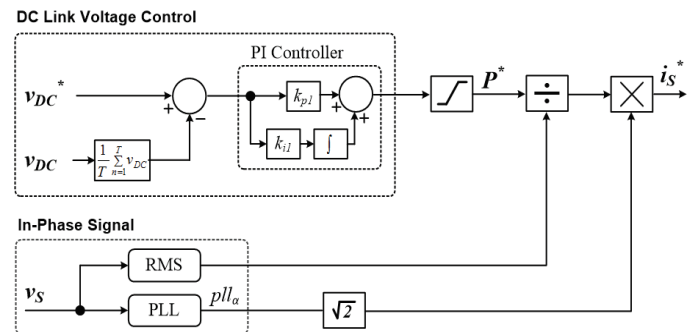 DC Link Voltage Control
PI Controller
v_DC*
+
−
k_p1
+
+
k_i1
∫
P*
÷
×
i_S*
v_DC
1/T Σ_{n=1}^{T} v_DC
In-Phase Signal
v_S
RMS
PLL
pll_α
√2